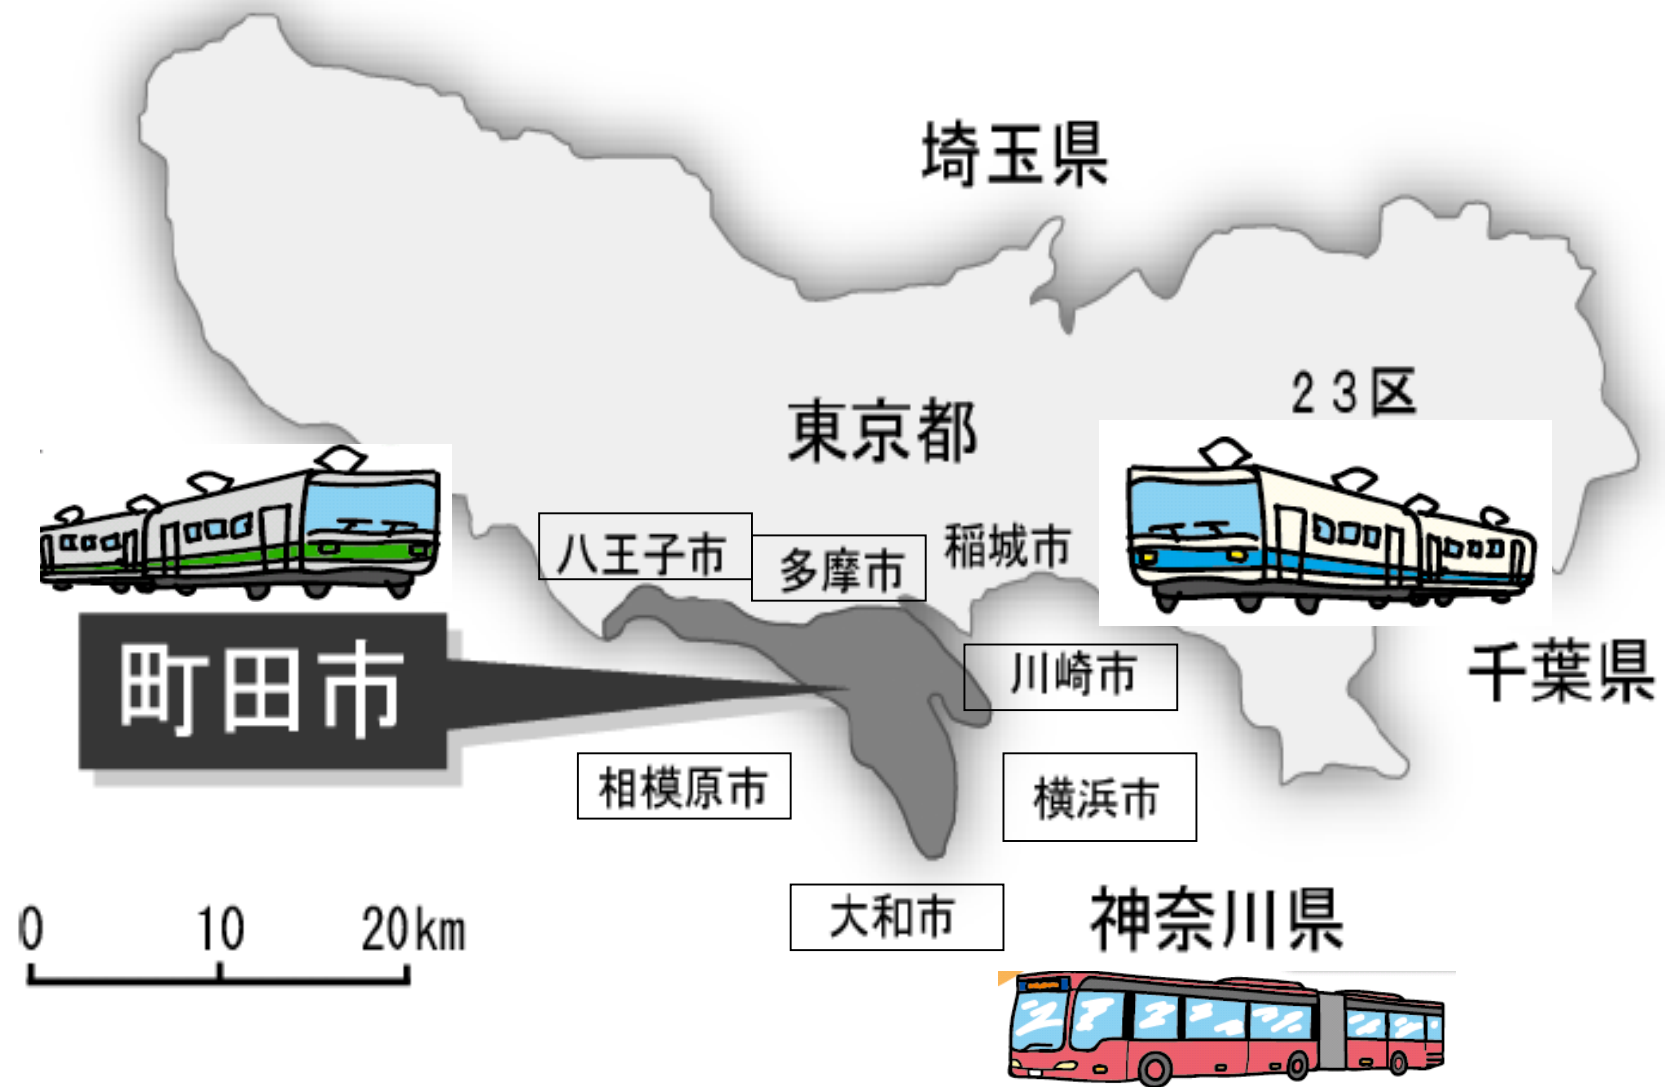 埼玉県
２３区
東京都
八王子市
多摩市
稲城市
町田市
川崎市
千葉県
相模原市
横浜市
大和市
神奈川県
0 10 20km